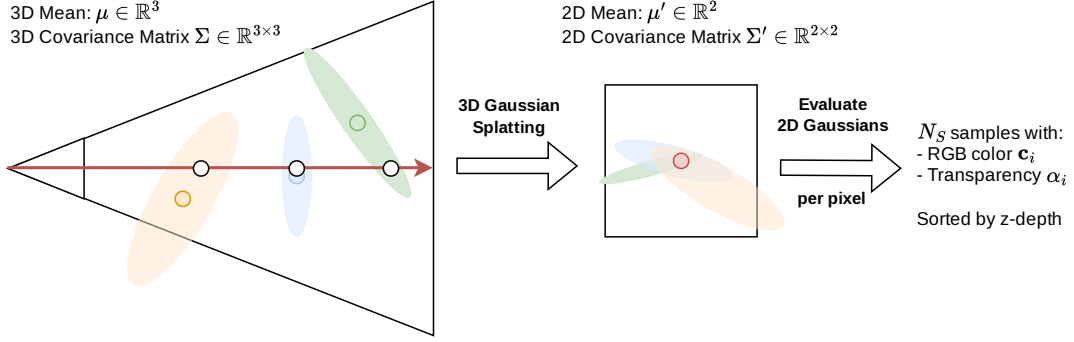 3D Mean: μ ∈ ℝ³
3D Covariance Matrix Σ ∈ ℝ³ˣ³
2D Mean: μ′ ∈ ℝ²
2D Covariance Matrix Σ′ ∈ ℝ²ˣ²
3D Gaussian
Splatting
Evaluate
2D Gaussians
per pixel
N_S samples with:
- RGB color c_i
- Transparency α_i
Sorted by z-depth